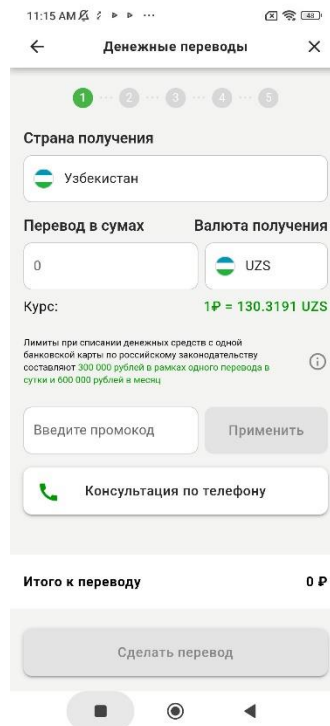 11:15 AM
48
Денежные переводы
1 2 3 4 5
Страна получения
Узбекистан
Перевод в сумах Валюта получения
0 UZS
Курс: 1₽ = 130.3191 UZS
Лимиты при списании денежных средств с одной
банковской карты по российскому законодательству
составляют 300 000 рублей в рамках одного перевода в
сутки и 600 000 рублей в месяц
Введите промокод Применить
Консультация по телефону
Итого к переводу 0 ₽
Сделать перевод